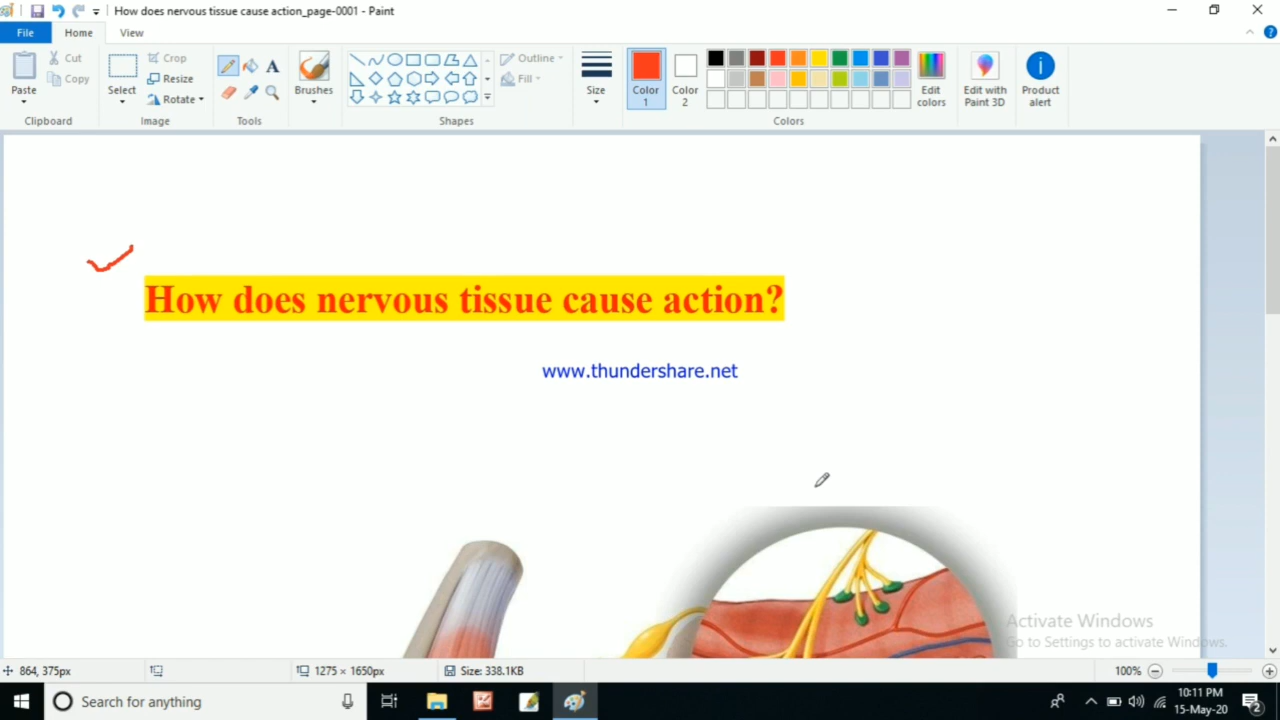 How does nervous tissue cause action_page-0001 - Paint
File Home View
Paste
Cut
Copy
Clipboard
Select
Crop
Resize
Rotate
Image
A
Tools
Brushes
Outline
Fill
Shapes
Size
Color 1
Color 2
Edit colors
Colors
Edit with Paint 3D
Product alert
How does nervous tissue cause action?
www.thundershare.net
Activate Windows
Go to Settings to activate Windows.
864, 375px
1275 × 1650px
Size: 338.1KB
100%
Search for anything
10:11 PM
15-May-20
2